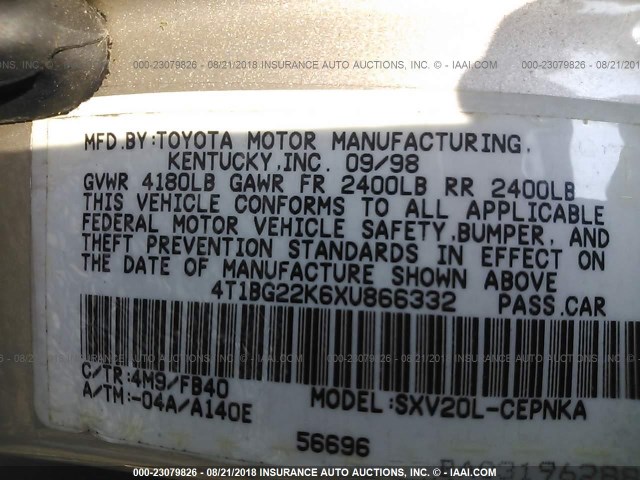 000-23079826 - 08/21/2018 - INSURANCE AUTO AUCTIONS, INC. © - IAAI.COM
MFD.BY:TOYOTA MOTOR MANUFACTURING,
KENTUCKY,INC. 09/98
GVWR 4180LB GAWR FR 2400LB RR 2400LB
THIS VEHICLE CONFORMS TO ALL APPLICABLE
FEDERAL MOTOR VEHICLE SAFETY,BUMPER, AND
THEFT PREVENTION STANDARDS IN EFFECT ON
THE DATE OF MANUFACTURE SHOWN ABOVE
4T1BG22K6XU866332 PASS.CAR
C/TR:4M9/FB40
A/TM:-04A/A140E
MODEL:SXV20L-CEPNKA
56696
000-23079826 - 08/21/2018 - INSURANCE AUTO AUCTIONS, INC. © - IAAI.COM